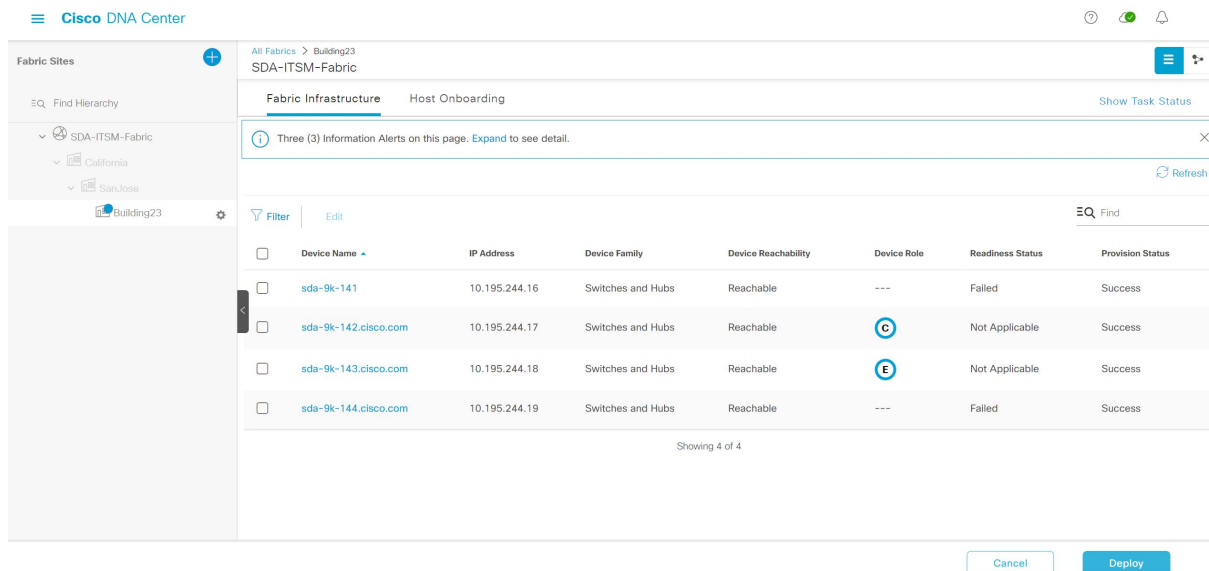 Cisco DNA Center
Fabric Sites
Find Hierarchy
SDA-ITSM-Fabric
California
SanJose
Building23
All Fabrics > Building23
SDA-ITSM-Fabric
Fabric Infrastructure Host Onboarding Show Task Status
Three (3) Information Alerts on this page. Expand to see detail.
Refresh
Filter Edit Find
Device Name IP Address Device Family Device Reachability Device Role Readiness Status Provision Status
sda-9k-141 10.195.244.16 Switches and Hubs Reachable --- Failed Success
sda-9k-142.cisco.com 10.195.244.17 Switches and Hubs Reachable C Not Applicable Success
sda-9k-143.cisco.com 10.195.244.18 Switches and Hubs Reachable E Not Applicable Success
sda-9k-144.cisco.com 10.195.244.19 Switches and Hubs Reachable --- Failed Success
Showing 4 of 4
Cancel Deploy